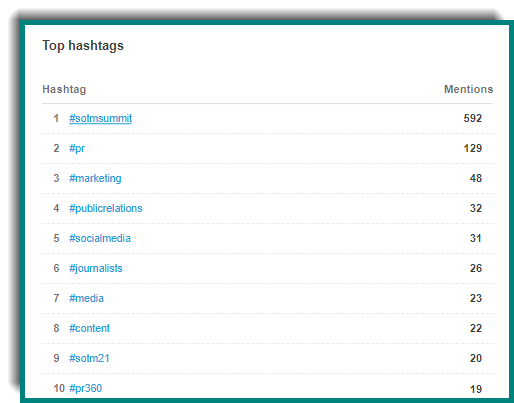 Top hashtags
Hashtag Mentions
1 #sotmsummit 592
2 #pr 129
3 #marketing 48
4 #publicrelations 32
5 #socialmedia 31
6 #journalists 26
7 #media 23
8 #content 22
9 #sotm21 20
10 #pr360 19